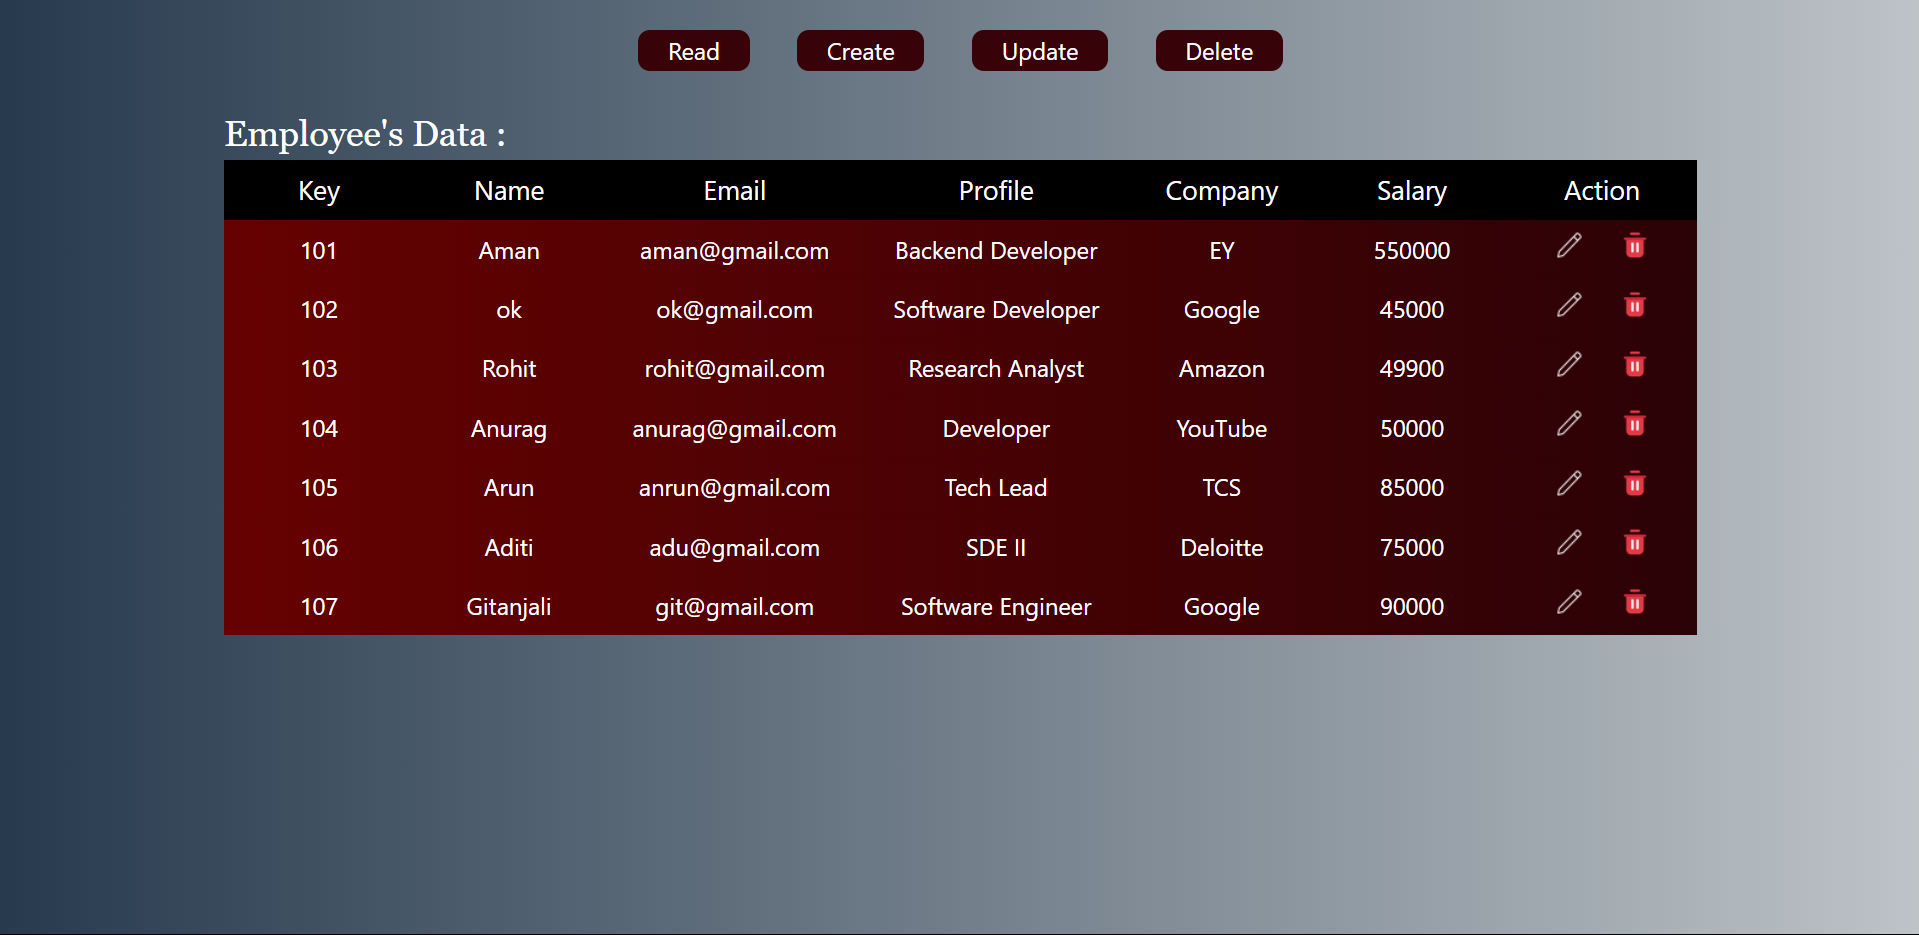 Read Create Update Delete
Employee's Data :
Key Name Email Profile Company Salary Action
101 Aman aman@gmail.com Backend Developer EY 550000
102 ok ok@gmail.com Software Developer Google 45000
103 Rohit rohit@gmail.com Research Analyst Amazon 49900
104 Anurag anurag@gmail.com Developer YouTube 50000
105 Arun anrun@gmail.com Tech Lead TCS 85000
106 Aditi adu@gmail.com SDE II Deloitte 75000
107 Gitanjali git@gmail.com Software Engineer Google 90000